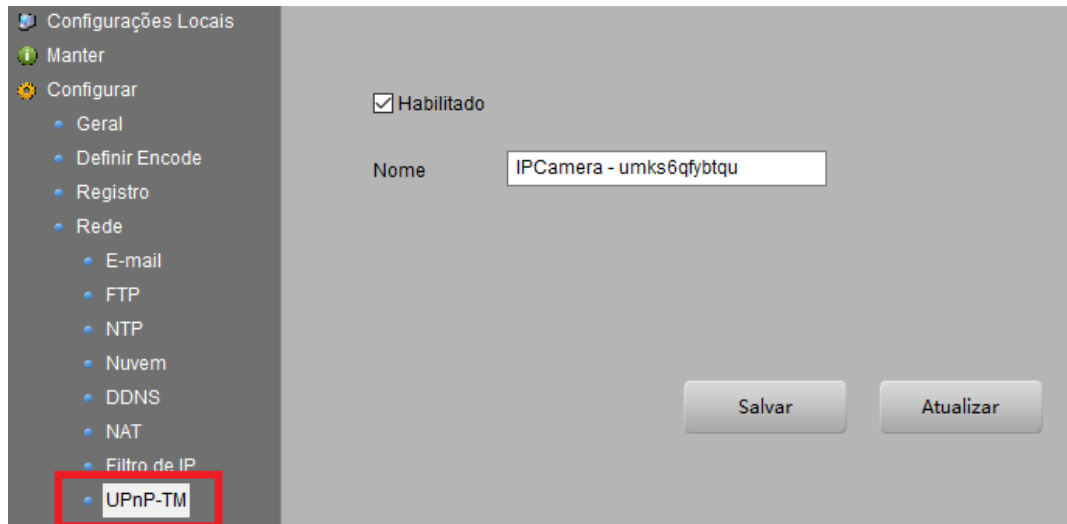 Configurações Locais
Manter
Configurar
Geral
Definir Encode
Registro
Rede
E-mail
FTP
NTP
Nuvem
DDNS
NAT
Filtro de IP
UPnP-TM
Habilitado
Nome IPCamera - umks6qfybtqu
Salvar Atualizar